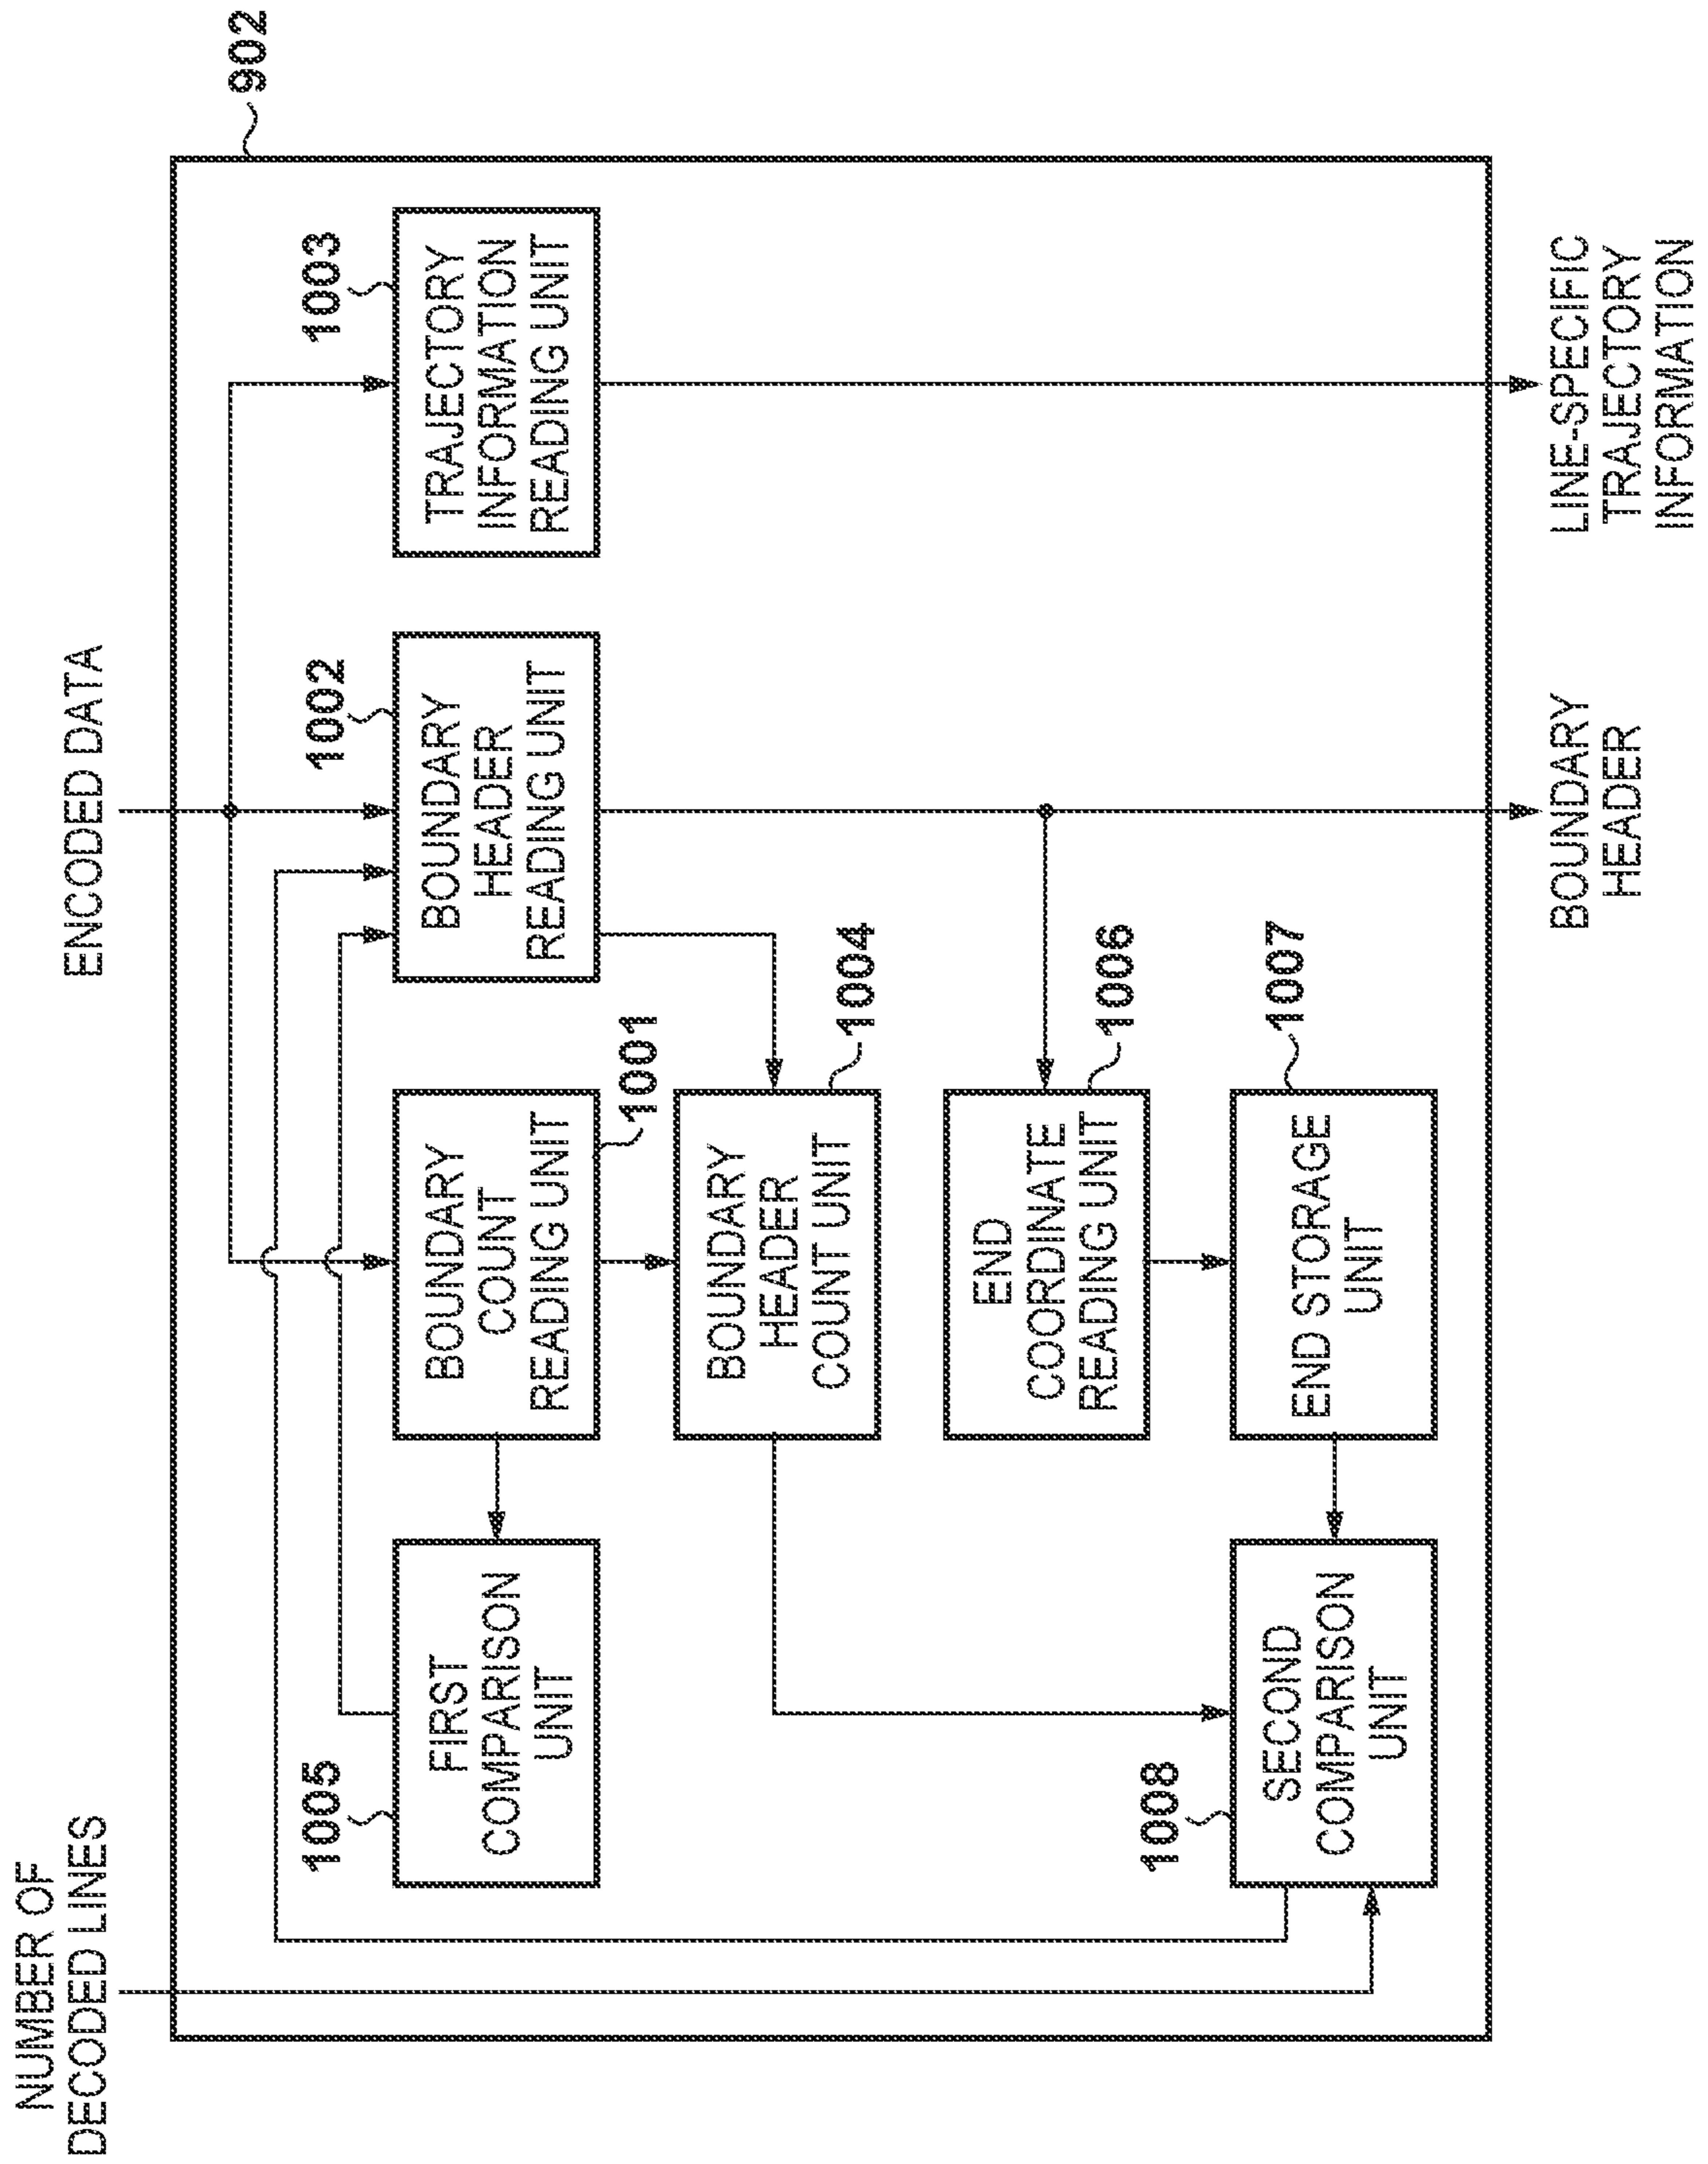 NUMBER OF
DECODED LINES
ENCODED DATA
902
1005
FIRST
COMPARISON
UNIT
BOUNDARY
COUNT
READING UNIT
1001
1002
BOUNDARY
HEADER
READING UNIT
1003
TRAJECTORY
INFORMATION
READING UNIT
BOUNDARY
HEADER
COUNT UNIT
1004
END
COORDINATE
READING UNIT
1006
1008
SECOND
COMPARISON
UNIT
END STORAGE
UNIT
1007
BOUNDARY
HEADER
LINE-SPECIFIC
TRAJECTORY
INFORMATION